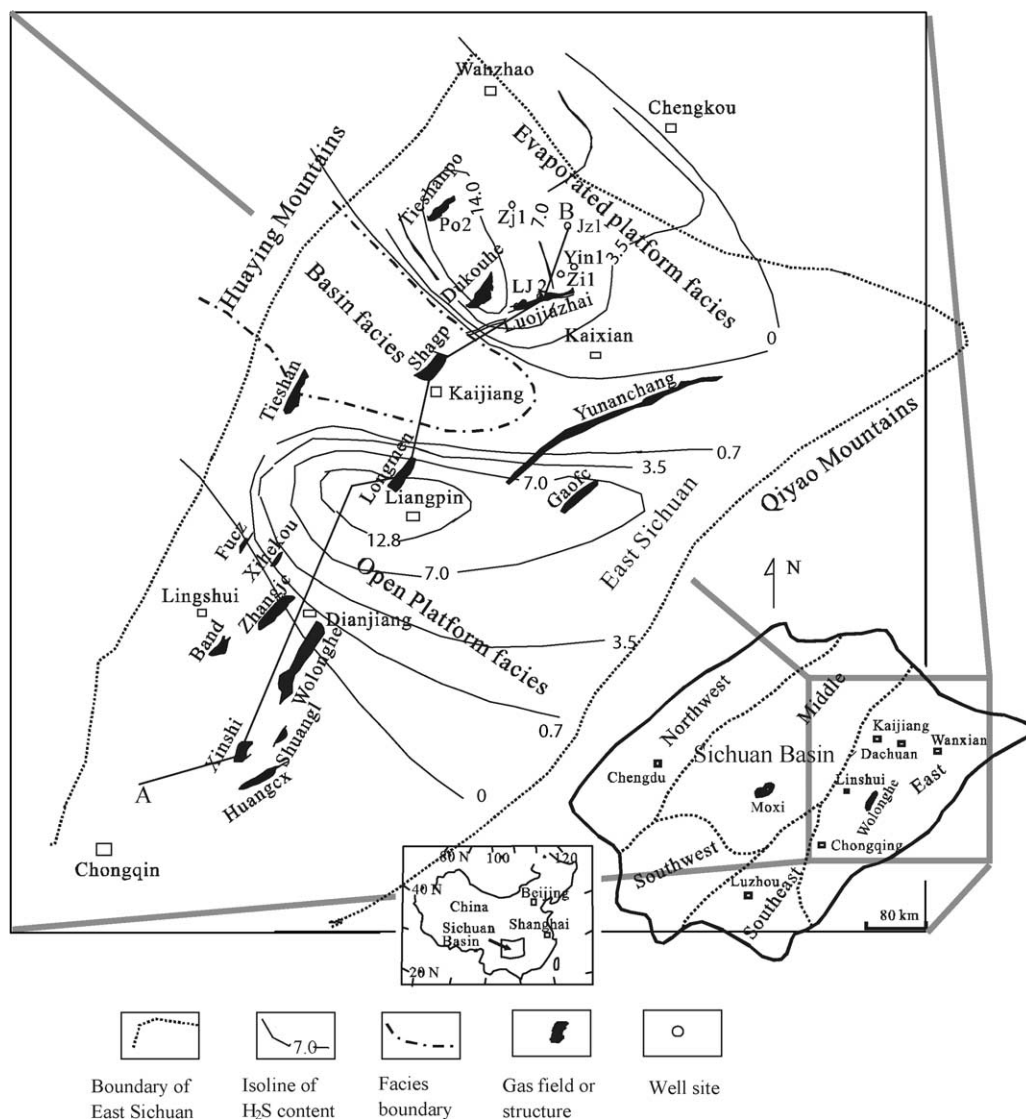 Wanzhao
Chengkou
Huaying Mountains
Evaporated platform facies
Tieshanpo
14.0
Po2
Zj1
7.0
B
Jz1
Yin1
3.5
Zi1
Basin facies
Dukouhe
LJ 2
Luojiazhai
Kaixian
0
Shagp
Tieshan
Kaijiang
Yunanchang
Qiyao Mountains
Longmen
0.7
3.5
7.0
Gaofc
Liangpin
12.8
7.0
East Sichuan
Fucz
Xihekou
Open Platform facies
N
Lingshui
Zhangjc
Dianjiang
Band
Wolonghe
3.5
0.7
Xinshi
Shuangl
Huangcx
A
0
Chongqin
Northwest
Middle
Kaijiang
Dachuan
Wanxian
Sichuan Basin
Chengdu
Linshui
East
Moxi
Wolonghe
Southwest
Chongqing
Luzhou
Southeast
80 km
80 N
100
120
40 N
Beijing
China
Shanghai
Sichuan
Basin
20 N
7.0
Boundary of
East Sichuan
Isoline of
H₂S content
Facies
boundary
Gas field or
structure
Well site